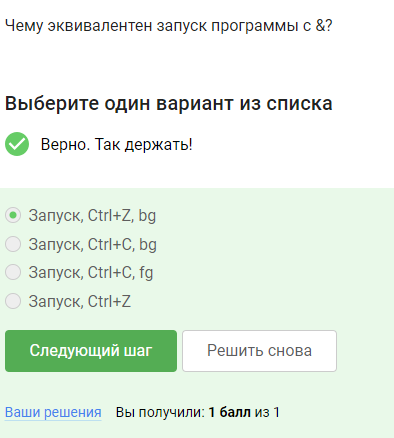 Чему эквивалентен запуск программы с &?
Выберите один вариант из списка
Верно. Так держать!
Запуск, Ctrl+Z, bg
Запуск, Ctrl+C, bg
Запуск, Ctrl+C, fg
Запуск, Ctrl+Z
Следующий шаг
Решить снова
Ваши решения Вы получили: 1 балл из 1